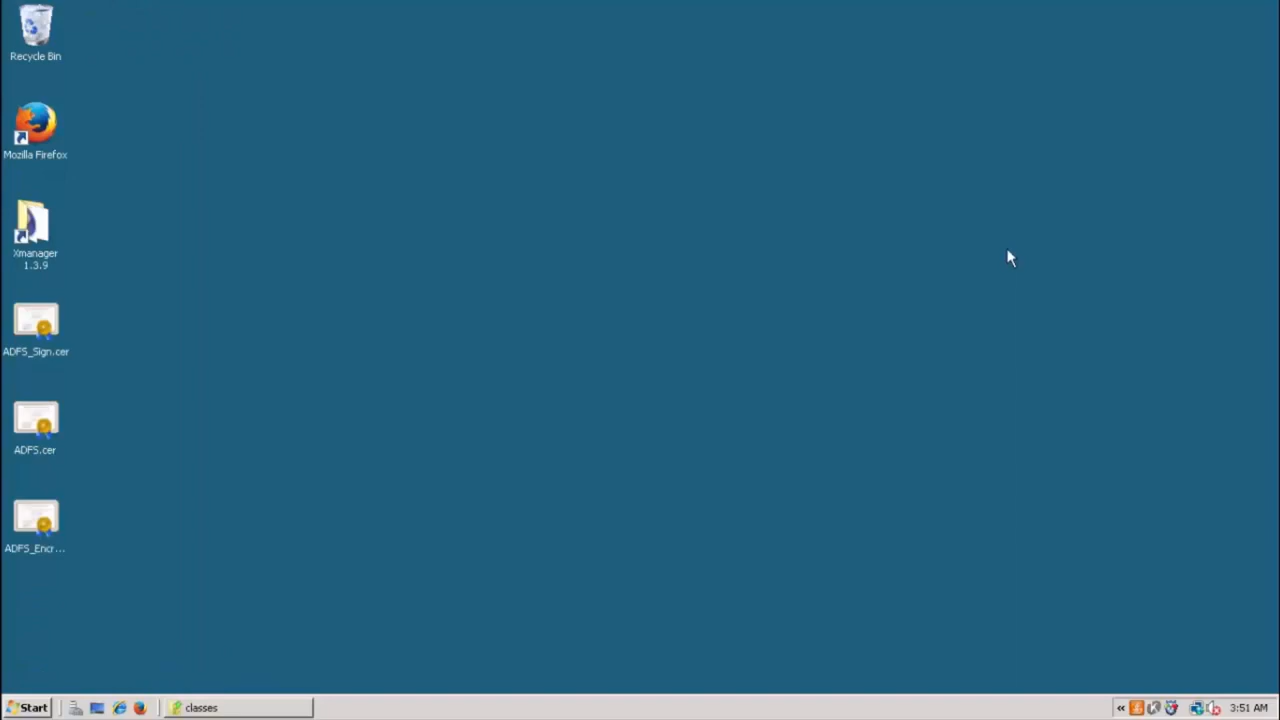 Recycle Bin
Mozilla Firefox
Xmanager
1.3.9
ADFS_Sign.cer
ADFS.cer
ADFS_Encr...
Start
classes
3:51 AM